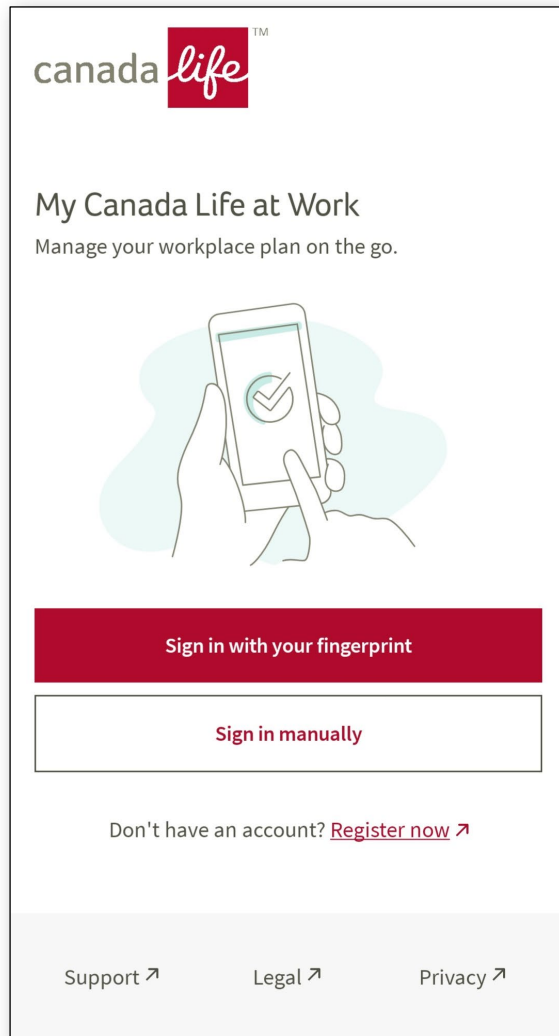 canada life TM
My Canada Life at Work
Manage your workplace plan on the go.
Sign in with your fingerprint
Sign in manually
Don't have an account? Register now
Support
Legal
Privacy